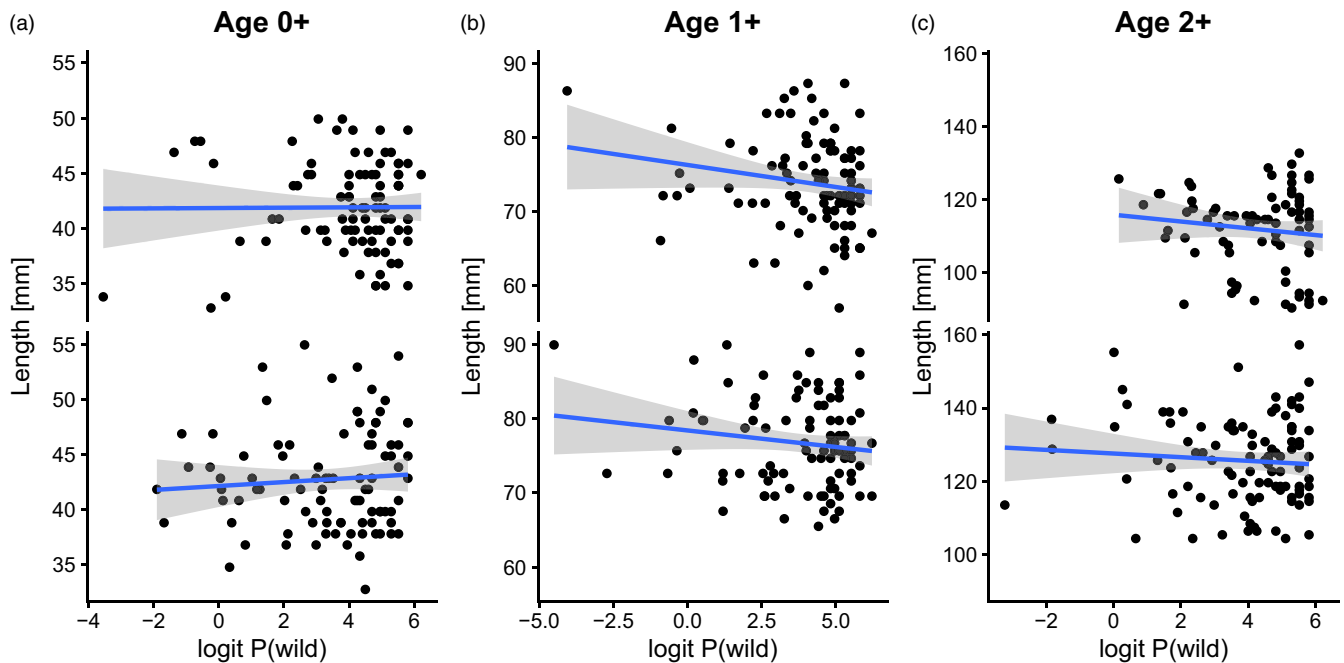 (a) Age 0+
Length [mm]
55
50
45
40
35
55
50
45
40
35
−4 −2 0 2 4 6
logit P(wild)
(b) Age 1+
Length [mm]
90
80
70
60
90
80
70
60
−5.0 −2.5 0.0 2.5 5.0
logit P(wild)
(c) Age 2+
Length [mm]
160
140
120
100
160
140
120
100
−2 0 2 4 6
logit P(wild)